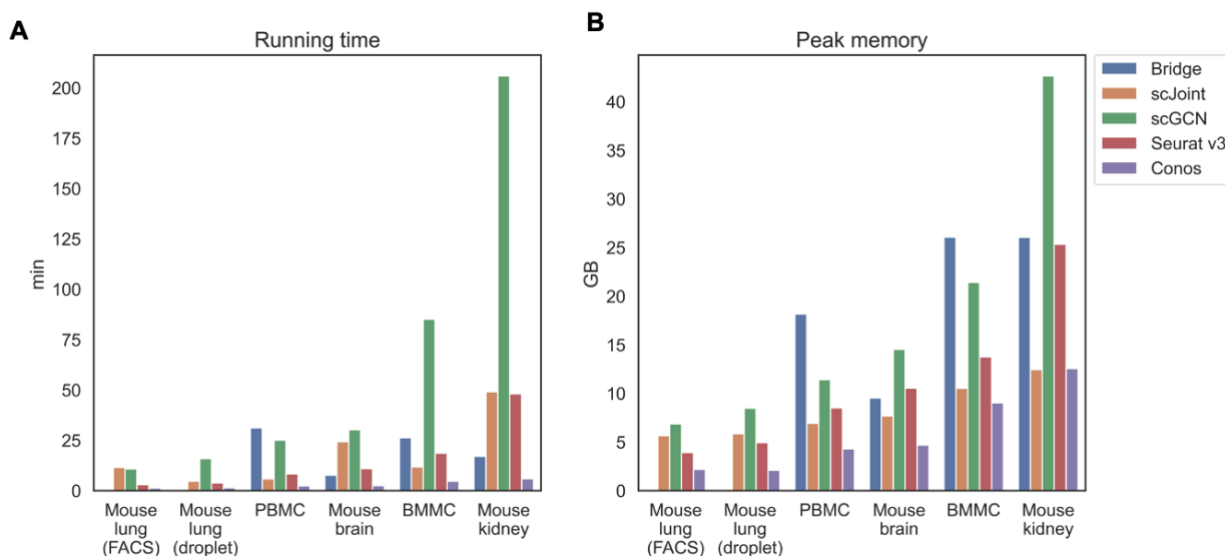 A
Running time
200
175
150
125
100
75
50
25
0
min
Mouse
lung
(FACS)
Mouse
lung
(droplet)
PBMC
Mouse
brain
BMMC
Mouse
kidney
B
Peak memory
40
35
30
25
20
15
10
5
0
GB
Mouse
lung
(FACS)
Mouse
lung
(droplet)
PBMC
Mouse
brain
BMMC
Mouse
kidney
Bridge
scJoint
scGCN
Seurat v3
Conos